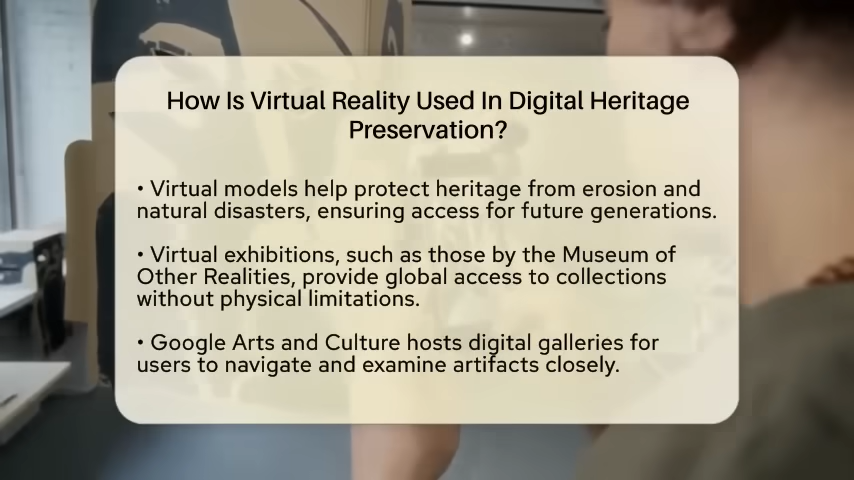 How Is Virtual Reality Used In Digital Heritage
Preservation?
• Virtual models help protect heritage from erosion and
natural disasters, ensuring access for future generations.
• Virtual exhibitions, such as those by the Museum of
Other Realities, provide global access to collections
without physical limitations.
• Google Arts and Culture hosts digital galleries for
users to navigate and examine artifacts closely.